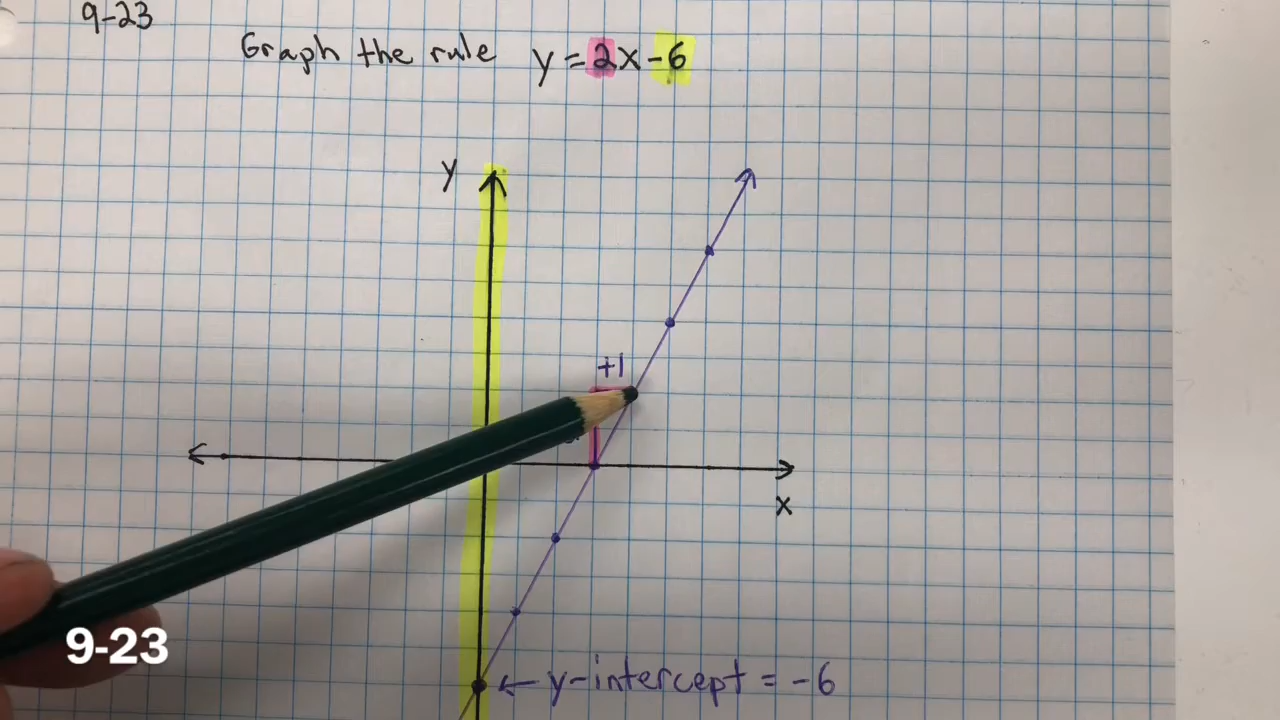 9-23
Graph the rule y = 2x - 6
y
+1
x
9-23
← y-intercept = -6